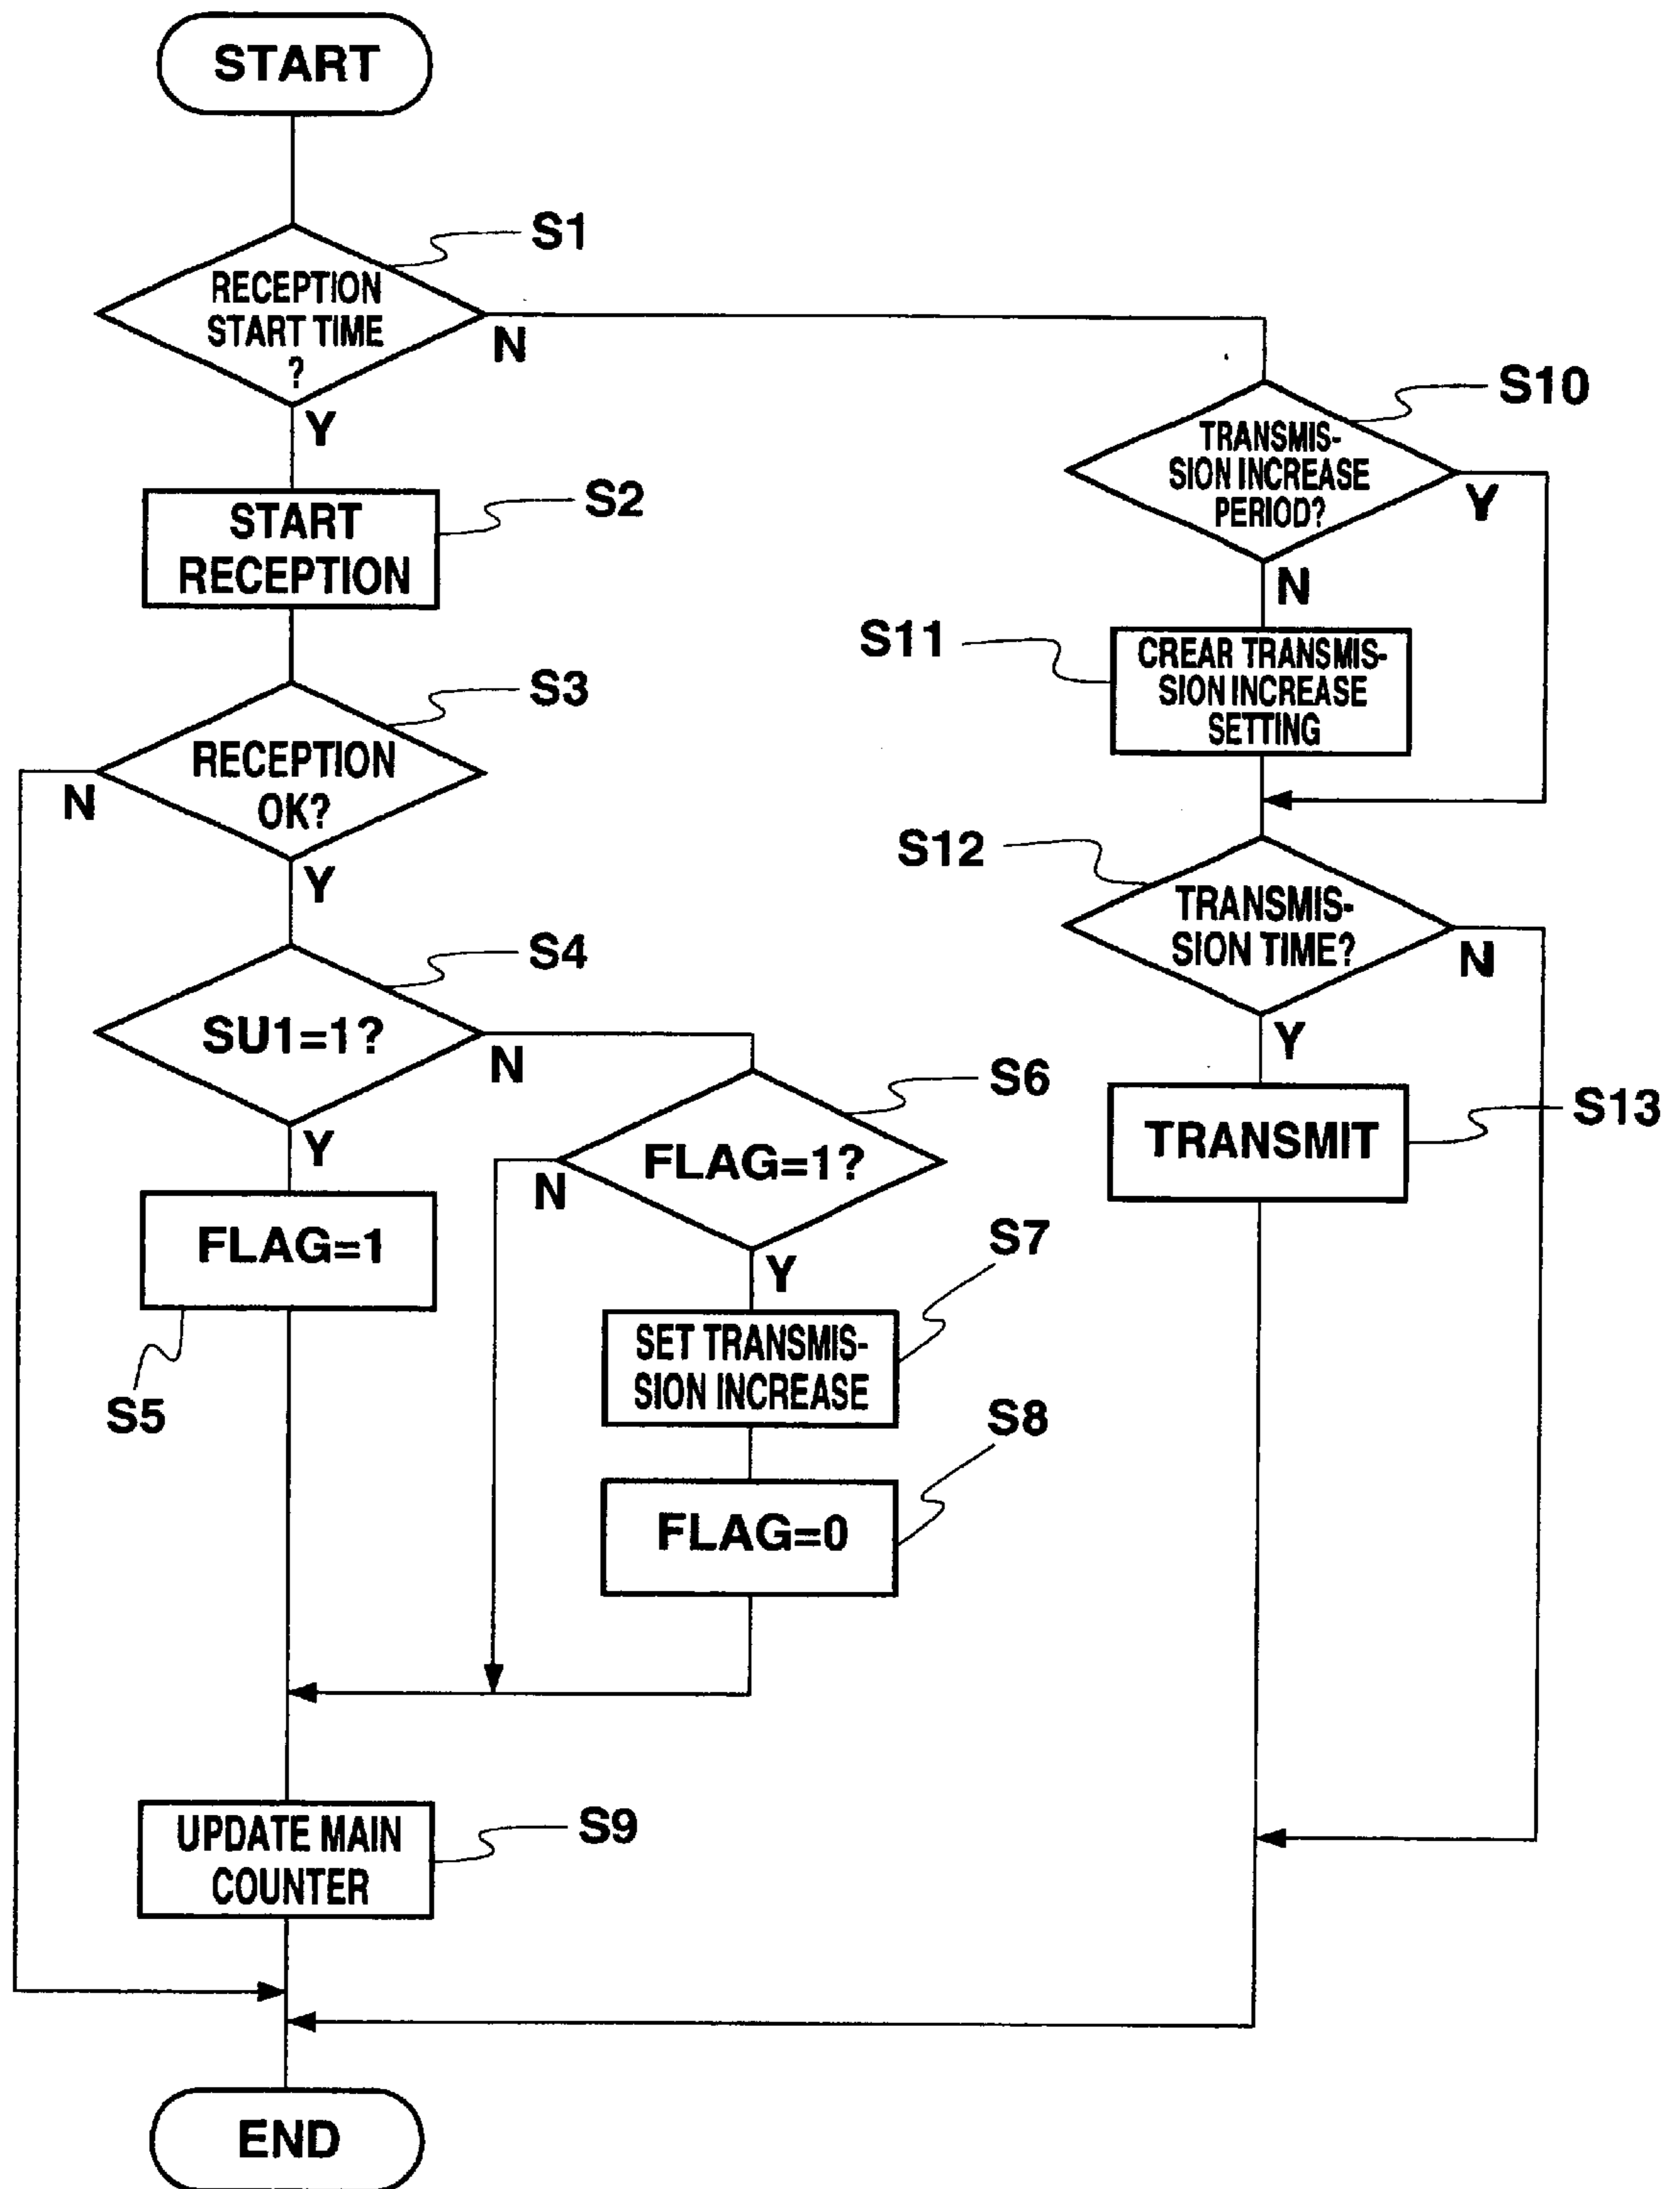 START
S1
RECEPTION
START TIME
?
N
Y
S10
TRANSMIS-
SION INCREASE
PERIOD?
Y
N
START
RECEPTION
S2
S11
CREAR TRANSMIS-
SION INCREASE
SETTING
S3
RECEPTION
OK?
N
Y
S12
TRANSMIS-
SION TIME?
N
Y
S4
SU1=1?
N
Y
S6
FLAG=1?
N
Y
S13
TRANSMIT
FLAG=1
S5
S7
SET TRANSMIS-
SION INCREASE
S8
FLAG=0
UPDATE MAIN
COUNTER
S9
END